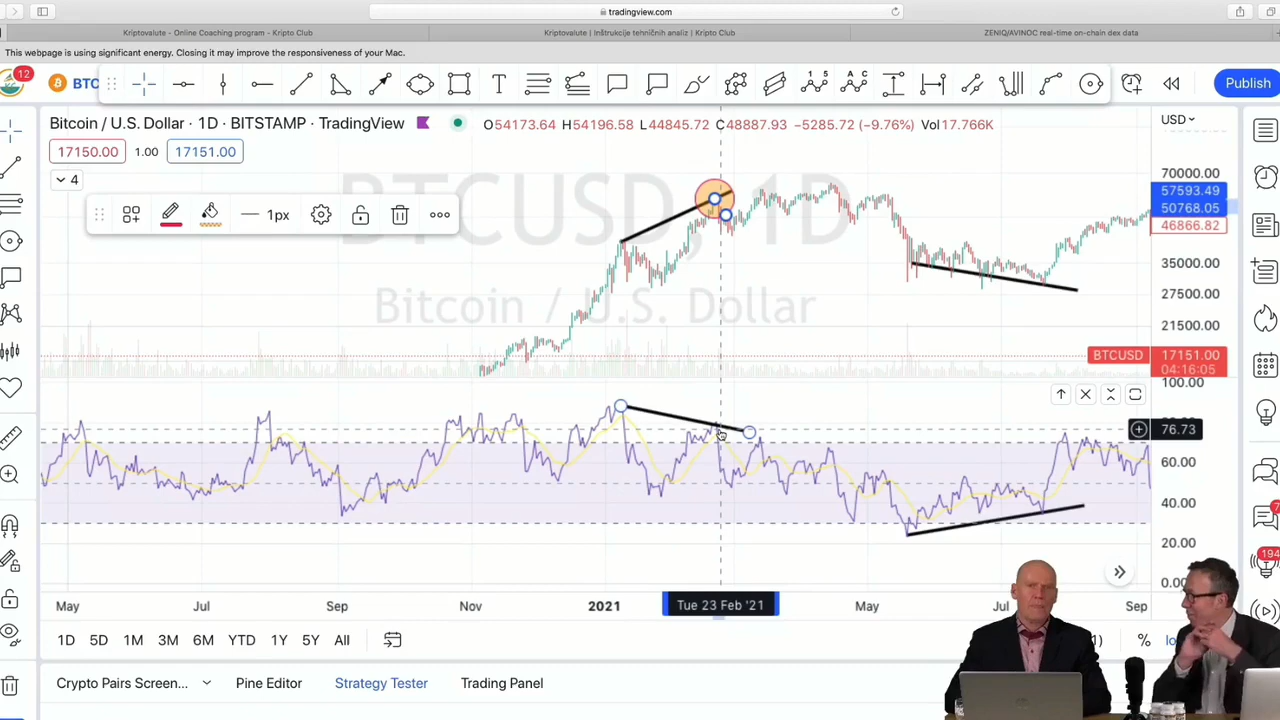 tradingview.com
Kriptovalute - Online Coaching program - Kripto Club
Kriptovalute | Inštrukcije tehničnih analiz | Kripto Club
ZENIQ/AVINOC real-time on-chain dex data
This webpage is using significant energy. Closing it may improve the responsiveness of your Mac.
12
BTC
T
Publish
Bitcoin / U.S. Dollar · 1D · BITSTAMP · TradingView
O54173.64 H54196.58 L44845.72 C48887.93 −5285.72 (−9.76%) Vol17.766K
USD
17150.00 1.00 17151.00
4
1px
BTCUSD, 1D
Bitcoin / U.S. Dollar
70000.00
57593.49
50768.05
46866.82
35000.00
27500.00
21500.00
BTCUSD 17151.00
04:16:05
100.00
76.73
60.00
40.00
20.00
194
May Jul Sep Nov 2021 Tue 23 Feb '21 May Jul Sep
1D 5D 1M 3M 6M YTD 1Y 5Y All
%
Crypto Pairs Screen... Pine Editor Strategy Tester Trading Panel